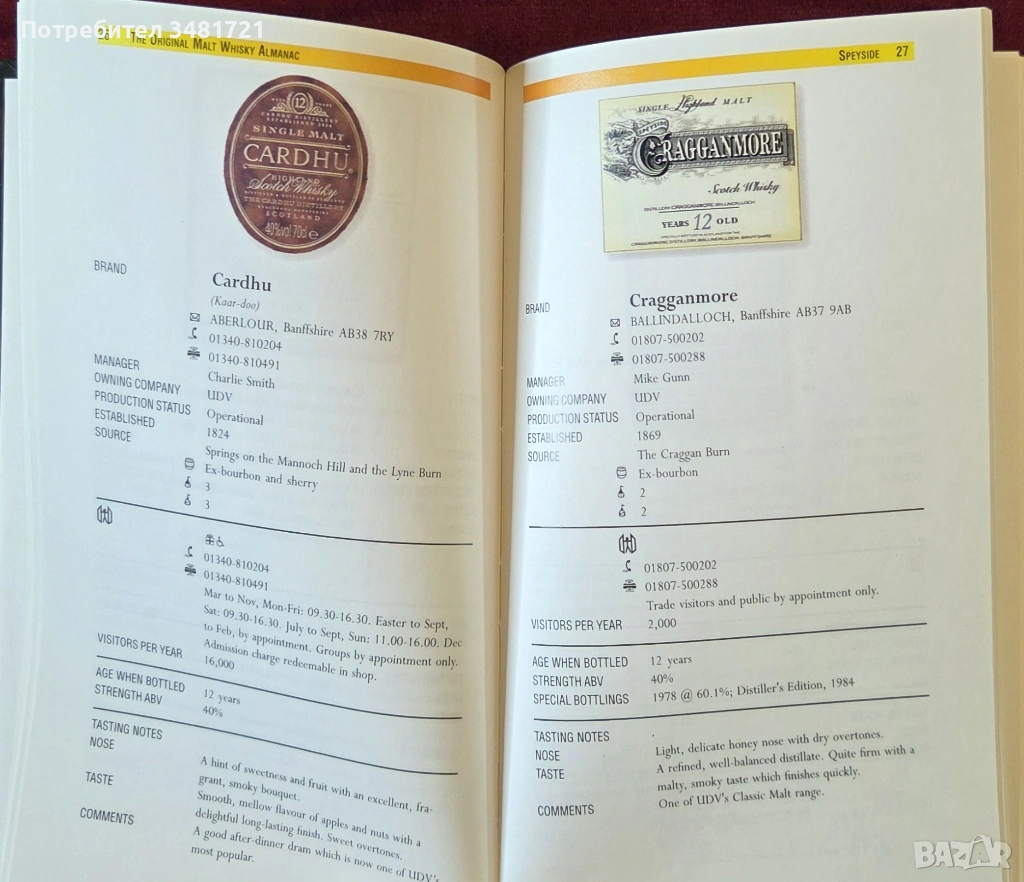 Потребител 3481721
26 THE ORIGINAL MALT WHISKY ALMANAC
12
CARDHU DISTILLERY
SINGLE MALT
CARDHU
HIGHLAND
Scotch Whisky
THE CARDHU DISTILLERY
SCOTLAND
40%vol 70cl e
BRAND
Cardhu
(Kaar-doo)
ABERLOUR, Banffshire AB38 7RY
01340-810204
01340-810491
MANAGER Charlie Smith
OWNING COMPANY UDV
PRODUCTION STATUS Operational
ESTABLISHED 1824
SOURCE Springs on the Mannoch Hill and the Lyne Burn
Ex-bourbon and sherry
3
3
01340-810204
01340-810491
Mar to Nov, Mon-Fri: 09.30-16.30. Easter to Sept,
Sat: 09.30-16.30. July to Sept, Sun: 11.00-16.00. Dec
to Feb, by appointment. Groups by appointment only.
Admission charge redeemable in shop.
VISITORS PER YEAR 16,000
AGE WHEN BOTTLED 12 years
STRENGTH ABV 40%
TASTING NOTES
NOSE A hint of sweetness and fruit with an excellent, fra-
grant, smoky bouquet.
TASTE Smooth, mellow flavour of apples and nuts with a
delightful long-lasting finish. Sweet overtones.
COMMENTS A good after-dinner dram which is now one of UDV's
most popular.
SPEYSIDE 27
SINGLE Highland MALT
SPEYSIDE
CRAGGANMORE
Scotch Whisky
YEARS 12 OLD
CRAGGANMORE DISTILLERY, BALLINDALLOCH, BANFFSHIRE
BRAND Cragganmore
BALLINDALLOCH, Banffshire AB37 9AB
01807-500202
01807-500288
MANAGER Mike Gunn
OWNING COMPANY UDV
PRODUCTION STATUS Operational
ESTABLISHED 1869
SOURCE The Craggan Burn
Ex-bourbon
2
2
01807-500202
01807-500288
Trade visitors and public by appointment only.
VISITORS PER YEAR 2,000
AGE WHEN BOTTLED 12 years
STRENGTH ABV 40%
SPECIAL BOTTLINGS 1978 @ 60.1%; Distiller's Edition, 1984
TASTING NOTES
NOSE Light, delicate honey nose with dry overtones.
TASTE A refined, well-balanced distillate. Quite firm with a
malty, smoky taste which finishes quickly.
COMMENTS One of UDV's Classic Malt range.
BAZAR